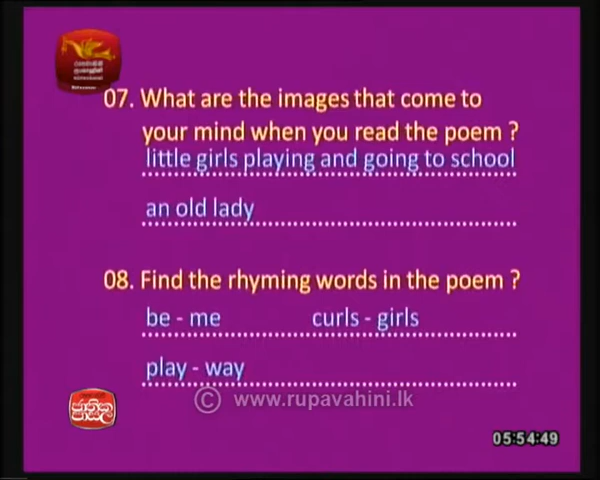 07. What are the images that come to
your mind when you read the poem ?
little girls playing and going to school
an old lady
08. Find the rhyming words in the poem ?
be - me curls - girls
play - way
© www.rupavahini.lk
05:54:49